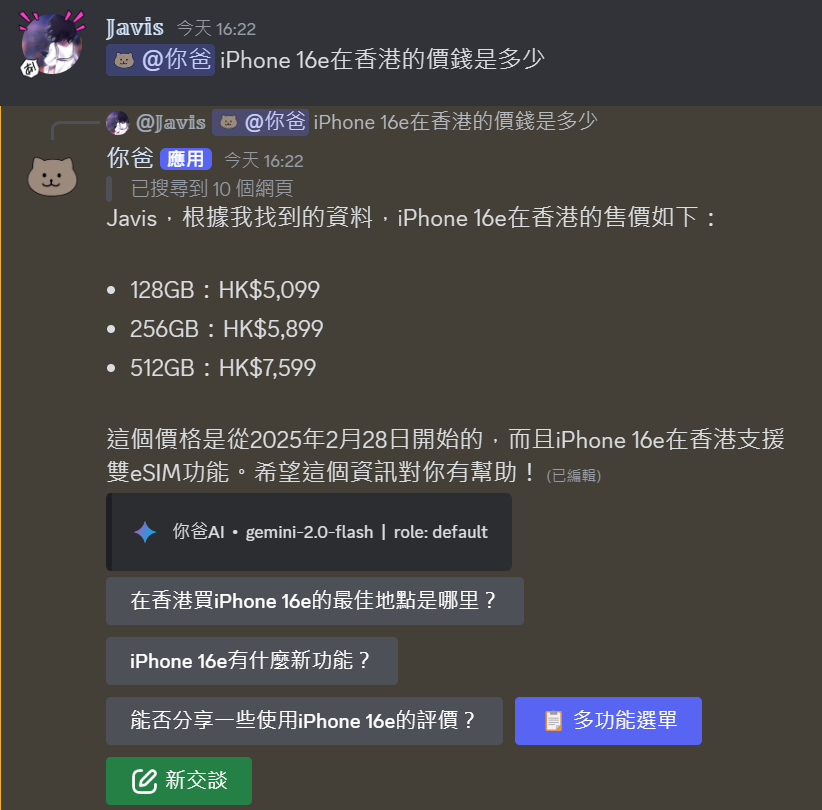 Javis 今天 16:22
@你爸 iPhone 16e在香港的價錢是多少
@Javis @你爸 iPhone 16e在香港的價錢是多少
你爸 應用 今天 16:22
已搜尋到 10 個網頁
Javis，根據我找到的資料，iPhone 16e在香港的售價如下：
• 128GB：HK$5,099
• 256GB：HK$5,899
• 512GB：HK$7,599
這個價格是從2025年2月28日開始的，而且iPhone 16e在香港支援
雙eSIM功能。希望這個資訊對你有幫助！ (已編輯)
你爸AI • gemini-2.0-flash | role: default
在香港買iPhone 16e的最佳地點是哪里？
iPhone 16e有什麼新功能？
能否分享一些使用iPhone 16e的評價？ 多功能選單
新交談